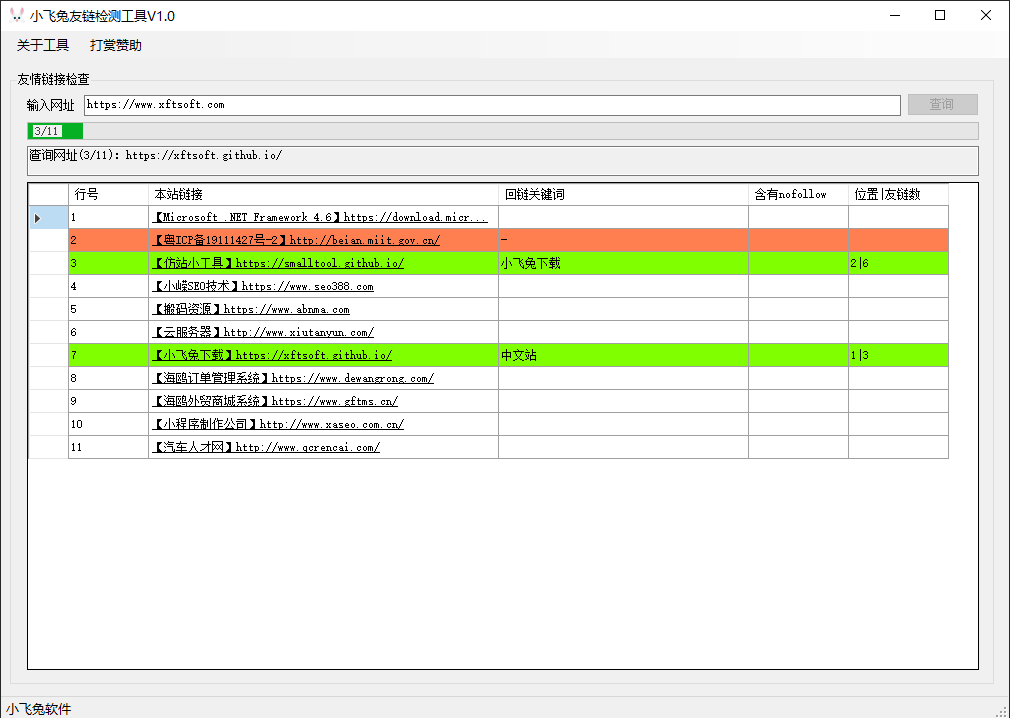 小飞兔友链检测工具V1.0
关于工具 打赏赞助
友情链接检查
输入网址 https://www.xftsoft.com 查询
3/11
查询网址(3/11)：https://xftsoft.github.io/
行号 本站链接 回链关键词 含有nofollow 位置|友链数
1 【Microsoft .NET Framework 4.6】https://download.micr...
2 【粤ICP备19111427号-2】http://beian.miit.gov.cn/ —
3 【仿站小工具】https://smalltool.github.io/ 小飞兔下载 2|6
4 【小嵘SEO技术】https://www.seo388.com
5 【搬码资源】https://www.abnma.com
6 【云服务器】http://www.xiutanyun.com/
7 【小飞兔下载】https://xftsoft.github.io/ 中文站 1|3
8 【海鸥订单管理系统】https://www.dewangrong.com/
9 【海鸥外贸商城系统】https://www.gftms.cn/
10 【小程序制作公司】http://www.xaseo.com.cn/
11 【汽车人才网】http://www.qcrencai.com/
小飞兔软件